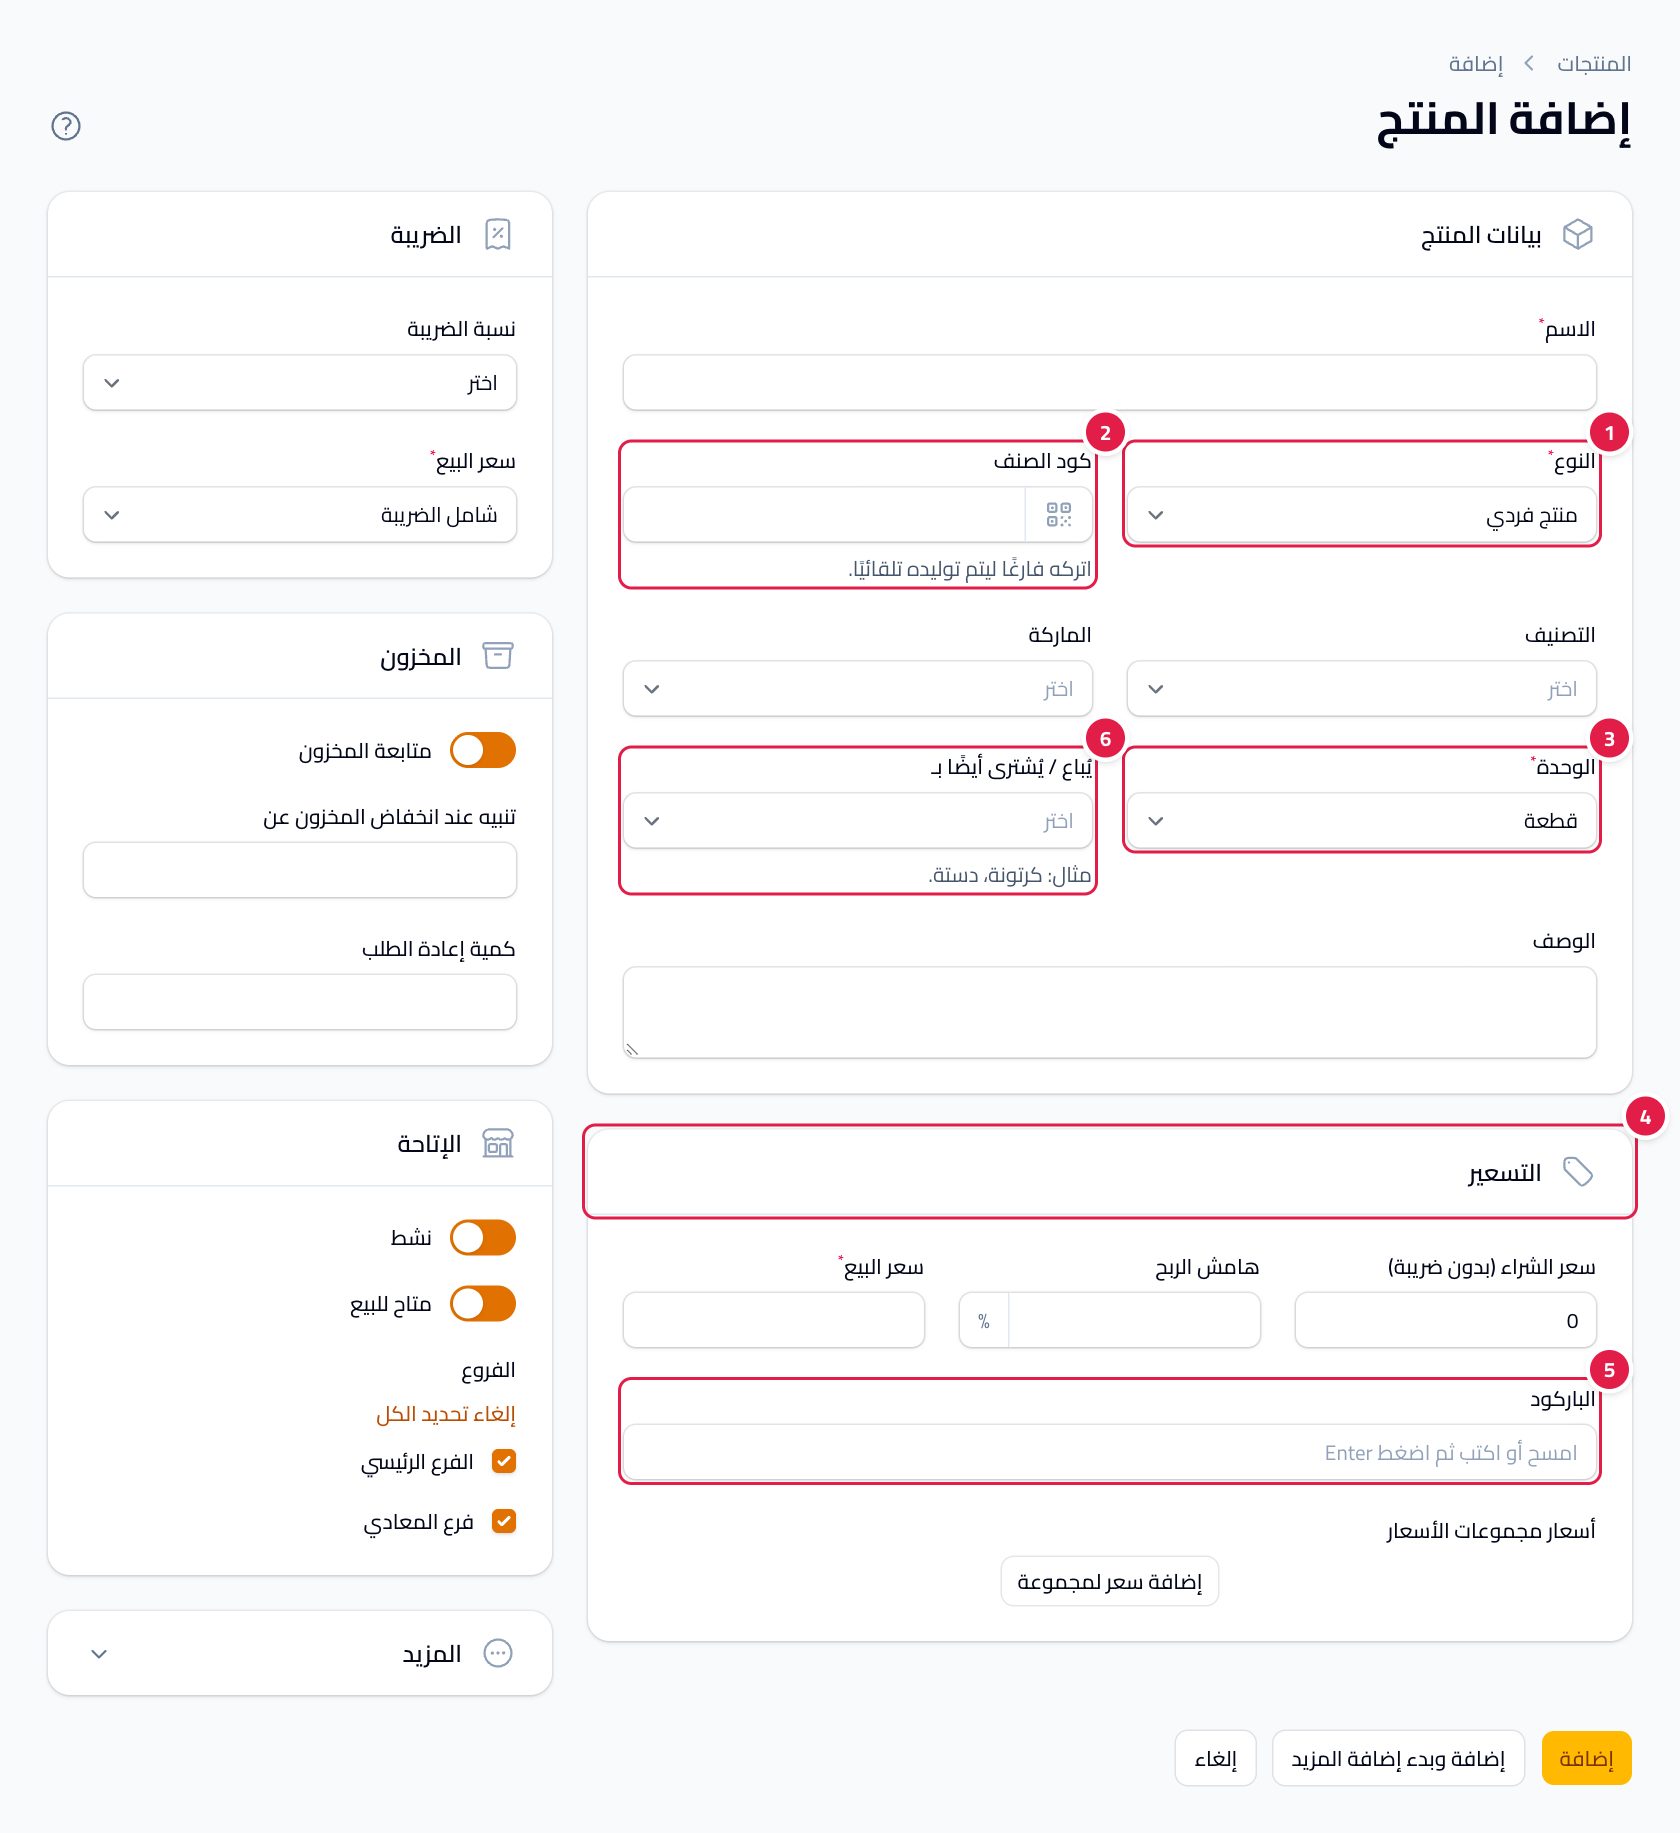 المنتجات
إضافة
إضافة المنتج
بيانات المنتج
الاسم*
1
النوع*
منتج فردي
2
كود الصنف
اتركه فارغًا ليتم توليده تلقائيًا.
التصنيف
اختر
الماركة
اختر
3
الوحدة*
قطعة
6
يُباع / يُشترى أيضًا بـ
اختر
مثال: كرتونة، دستة.
الوصف
4
التسعير
سعر الشراء (بدون ضريبة)
0
هامش الربح
%
سعر البيع*
5
الباركود
امسح أو اكتب ثم اضغط Enter
أسعار مجموعات الأسعار
إضافة سعر لمجموعة
الضريبة
نسبة الضريبة
اختر
سعر البيع*
شامل الضريبة
المخزون
متابعة المخزون
تنبيه عند انخفاض المخزون عن
كمية إعادة الطلب
الإتاحة
نشط
متاح للبيع
الفروع
إلغاء تحديد الكل
الفرع الرئيسي
فرع المعادي
المزيد
إضافة
إضافة وبدء إضافة المزيد
إلغاء